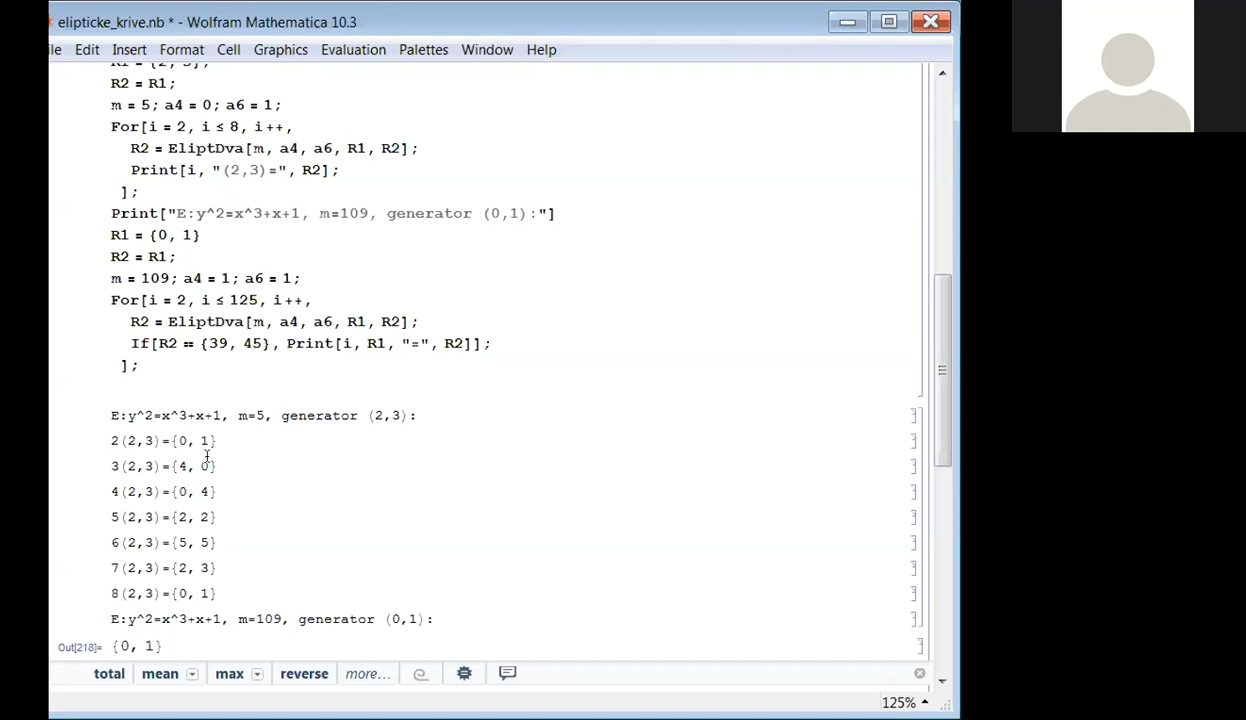 elipticke_krive.nb * - Wolfram Mathematica 10.3
ile Edit Insert Format Cell Graphics Evaluation Palettes Window Help
R2 = R1;
m = 5; a4 = 0; a6 = 1;
For[i = 2, i ≤ 8, i++,
R2 = EliptDva[m, a4, a6, R1, R2];
Print[i, "(2,3)=", R2];
];
Print["E:y^2=x^3+x+1, m=109, generator (0,1):"]
R1 = {0, 1}
R2 = R1;
m = 109; a4 = 1; a6 = 1;
For[i = 2, i ≤ 125, i++,
R2 = EliptDva[m, a4, a6, R1, R2];
If[R2 == {39, 45}, Print[i, R1, "=", R2]];
];
E:y^2=x^3+x+1, m=5, generator (2,3):
2(2,3)={0, 1}
3(2,3)={4, 0}
4(2,3)={0, 4}
5(2,3)={2, 2}
6(2,3)={5, 5}
7(2,3)={2, 3}
8(2,3)={0, 1}
E:y^2=x^3+x+1, m=109, generator (0,1):
Out[218]= {0, 1}
total mean max reverse more...
125%